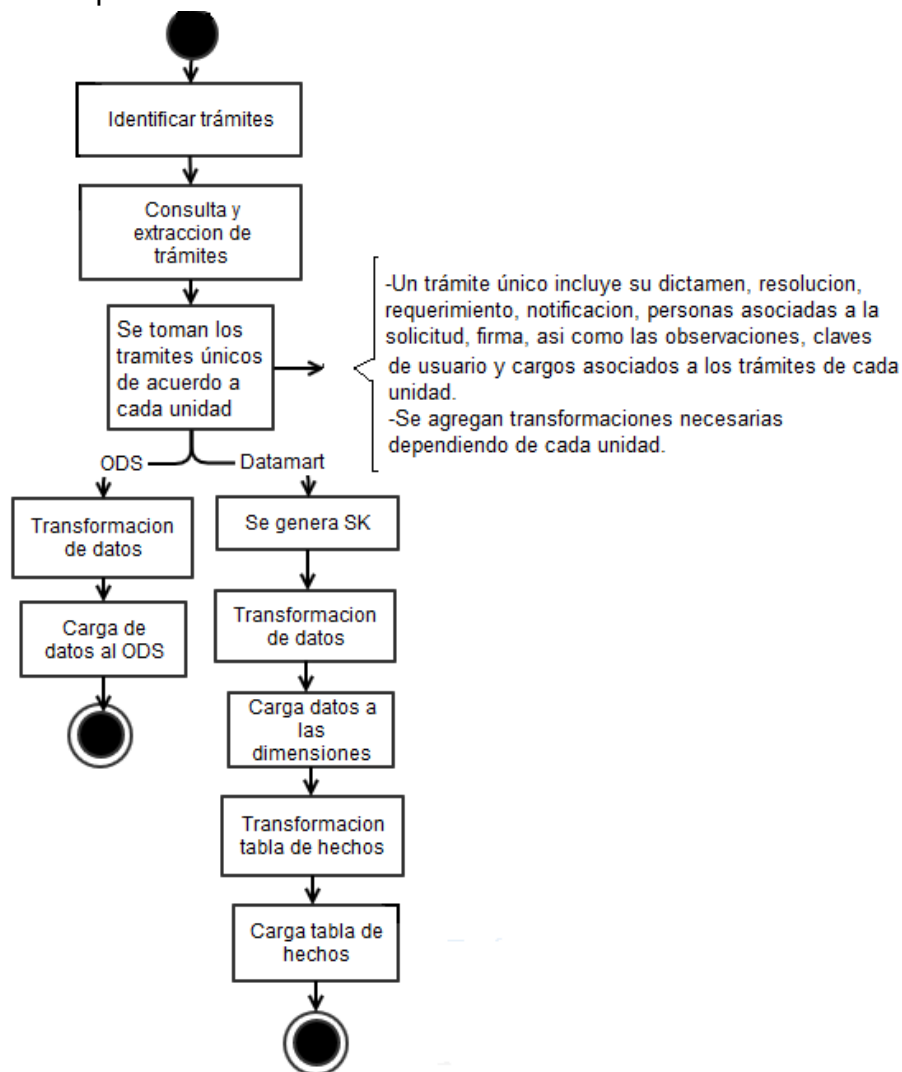 Identificar trámites
Consulta y
extraccion de
trámites
Se toman los
tramites únicos
de acuerdo a
cada unidad
-Un trámite único incluye su dictamen, resolucion,
requerimiento, notificacion, personas asociadas a la
solicitud, firma, asi como las observaciones, claves
de usuario y cargos asociados a los trámites de cada
unidad.
-Se agregan transformaciones necesarias
dependiendo de cada unidad.
ODS
Datamart
Transformacion
de datos
Carga de
datos al ODS
Se genera SK
Transformacion
de datos
Carga datos a
las
dimensiones
Transformacion
tabla de hechos
Carga tabla de
hechos